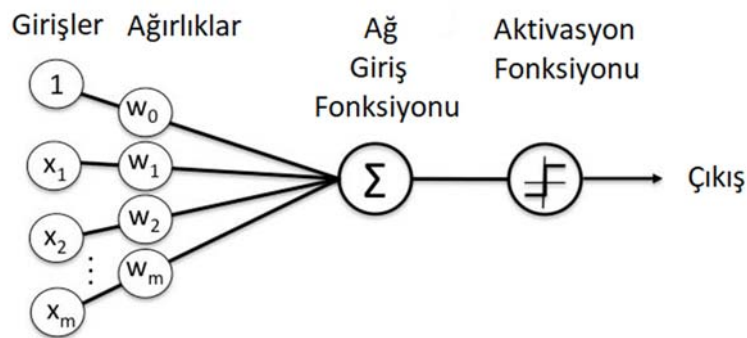 Girişler
Ağırlıklar
Ağ
Giriş
Fonksiyonu
Aktivasyon
Fonksiyonu
1
w₀
x₁
w₁
x₂
w₂
⋮
xₘ
wₘ
Σ
Çıkış